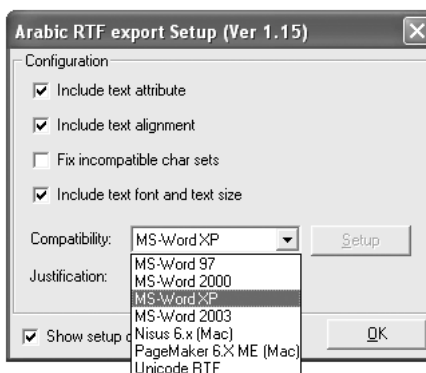 Arabic RTF export Setup (Ver 1.15)
Configuration
Include text attribute
Include text alignment
Fix incompatible char sets
Include text font and text size
Compatibility: MS-Word XP Setup
MS-Word 97
Justification:
MS-Word 2000
MS-Word XP
MS-Word 2003
Show setup
Nisus 6.x (Mac)
OK
PageMaker 6.X ME (Mac)
Unicode RTF